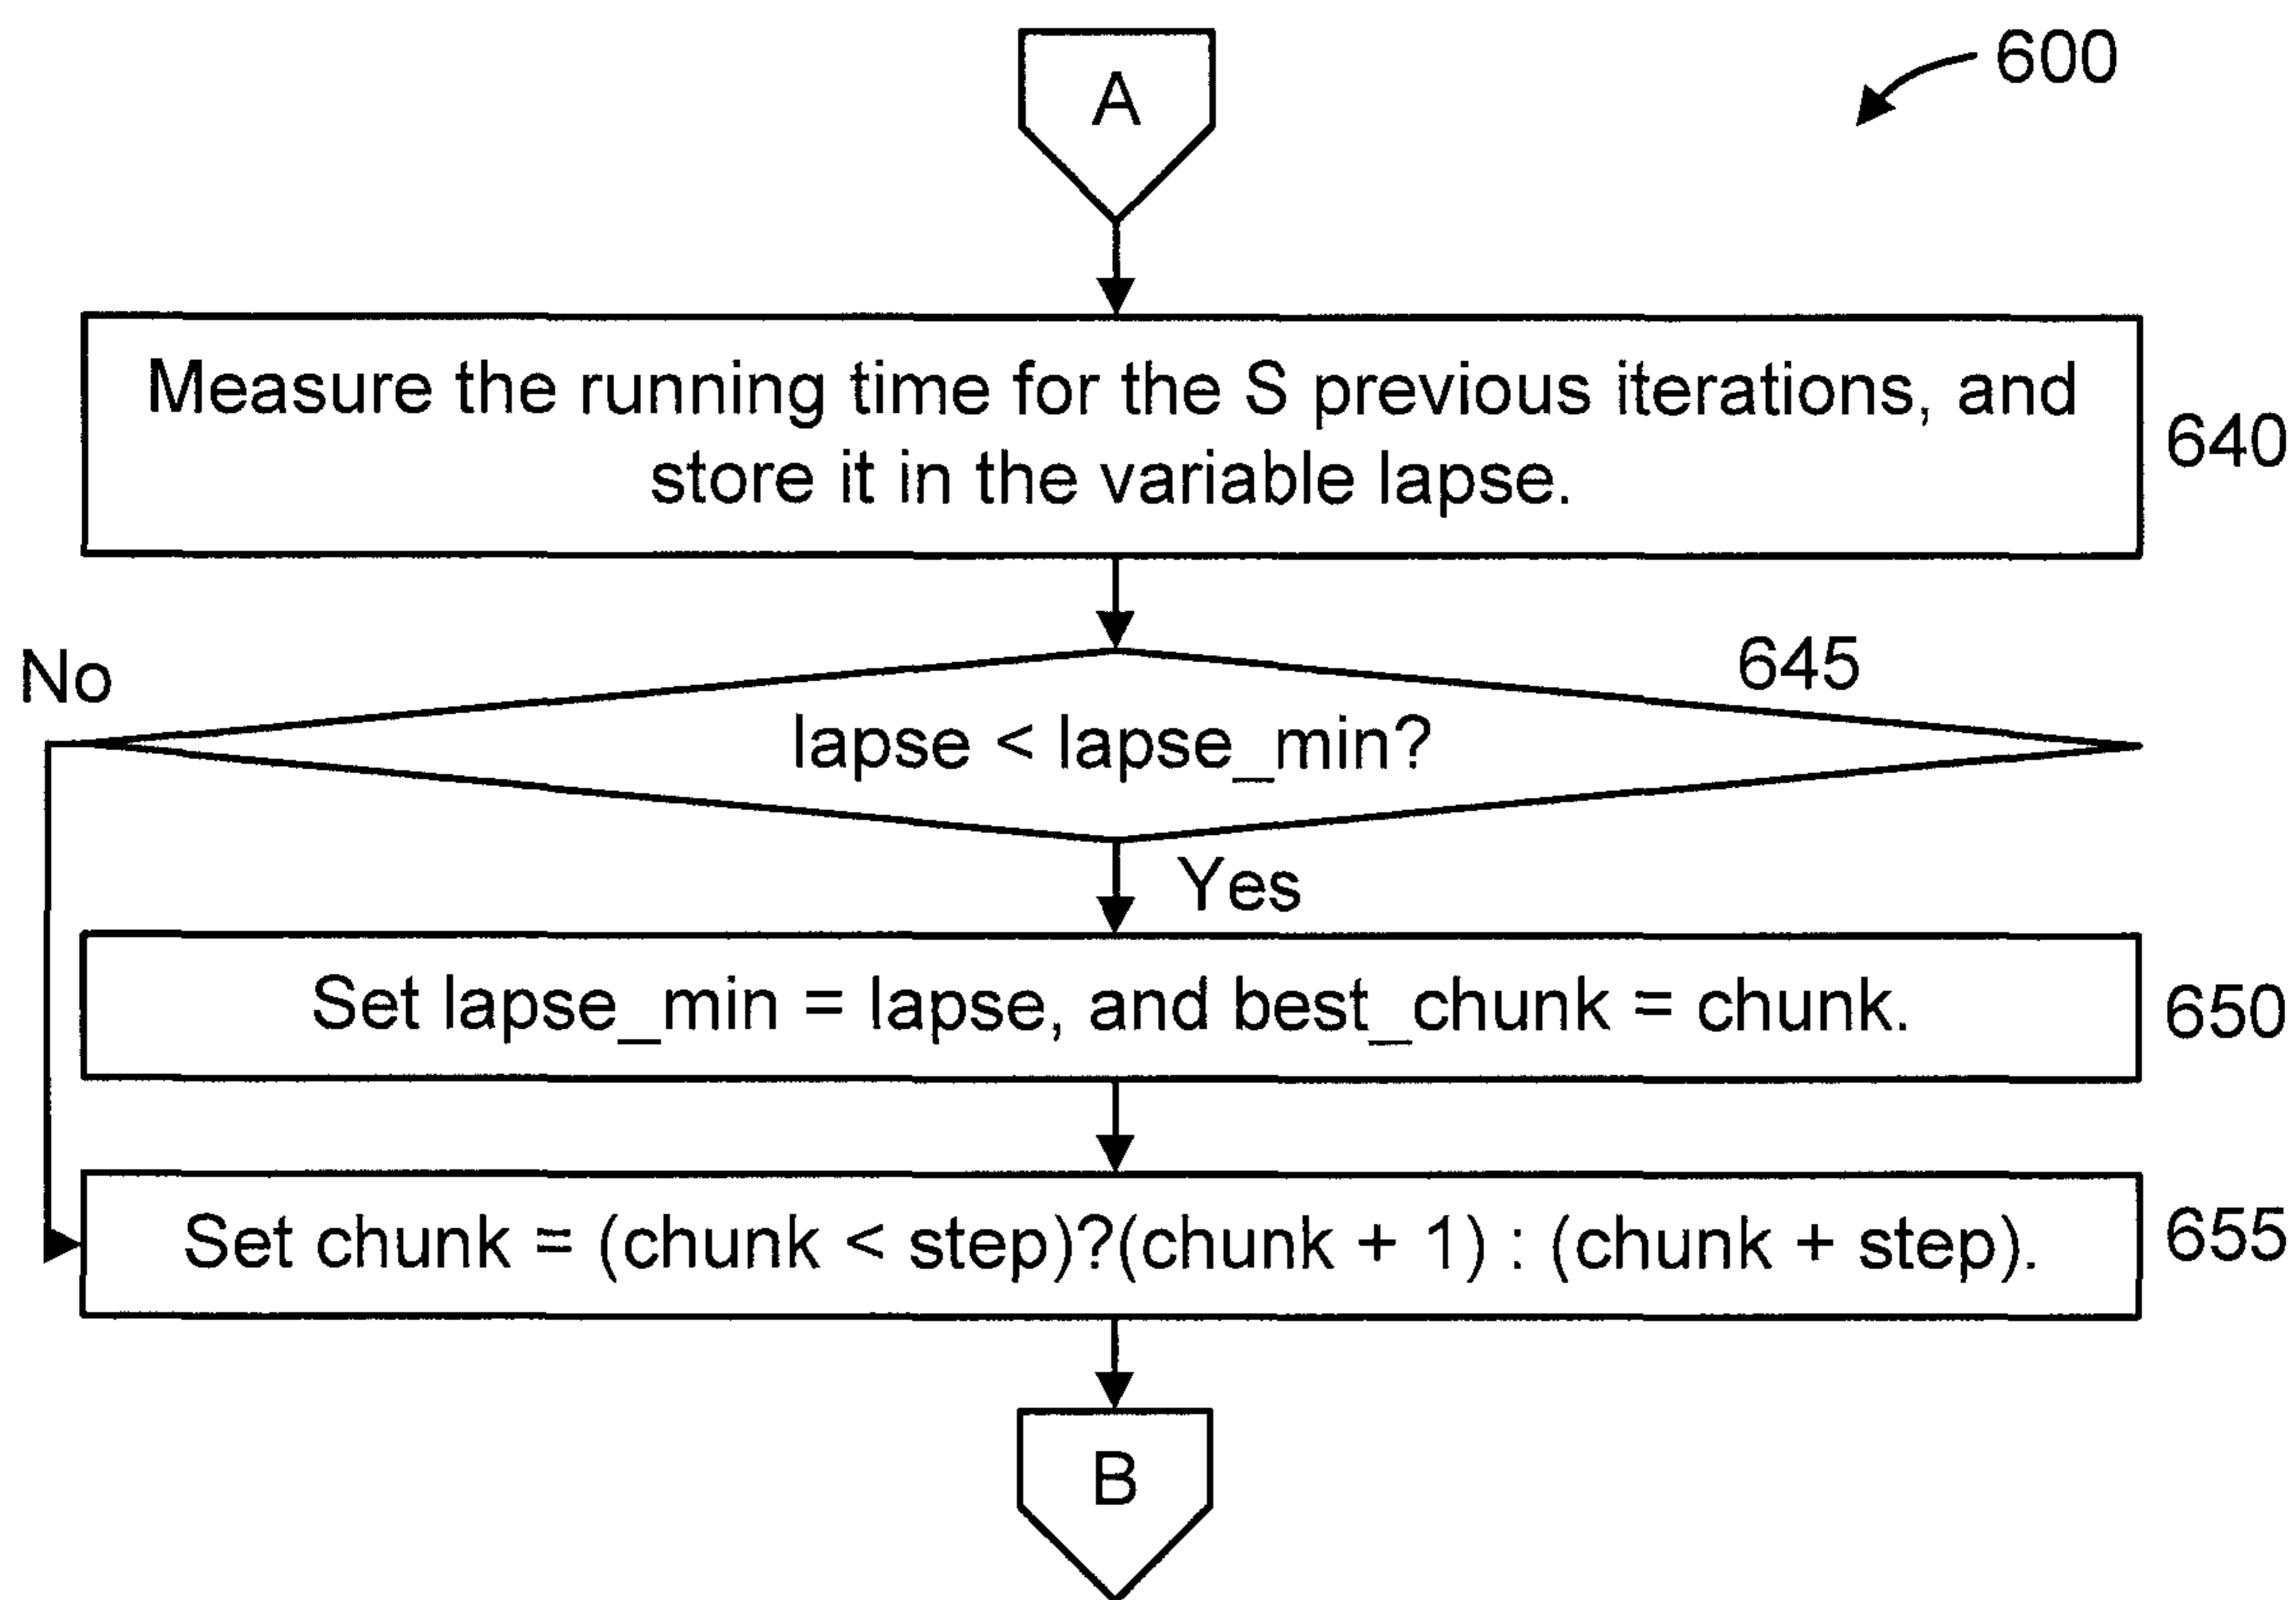 A
600
Measure the running time for the S previous iterations, and
store it in the variable lapse.
640
No
645
lapse < lapse_min?
Yes
Set lapse_min = lapse, and best_chunk = chunk.
650
Set chunk = (chunk < step)?(chunk + 1) : (chunk + step).
655
B